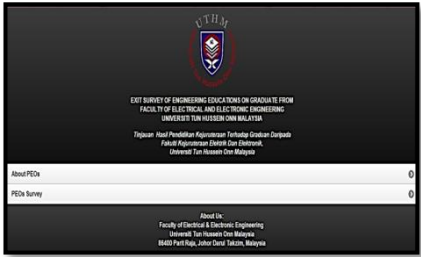 UTHM
EXIT SURVEY OF ENGINEERING EDUCATIONS ON GRADUATE FROM
FACULTY OF ELECTRICAL AND ELECTRONIC ENGINEERING
UNIVERSITI TUN HUSSEIN ONN MALAYSIA
Tinjauan Hasil Pendidikan Kejuruteraan Terhadap Graduan Daripada
Fakulti Kejuruteraan Elektrik Dan Elektronik,
Universiti Tun Hussein Onn Malaysia
About PEOs
PEOs Survey
About Us:
Faculty of Electrical & Electronic Engineering
Universiti Tun Hussein Onn Malaysia
86400 Parit Raja, Johor Darul Takzim, Malaysia